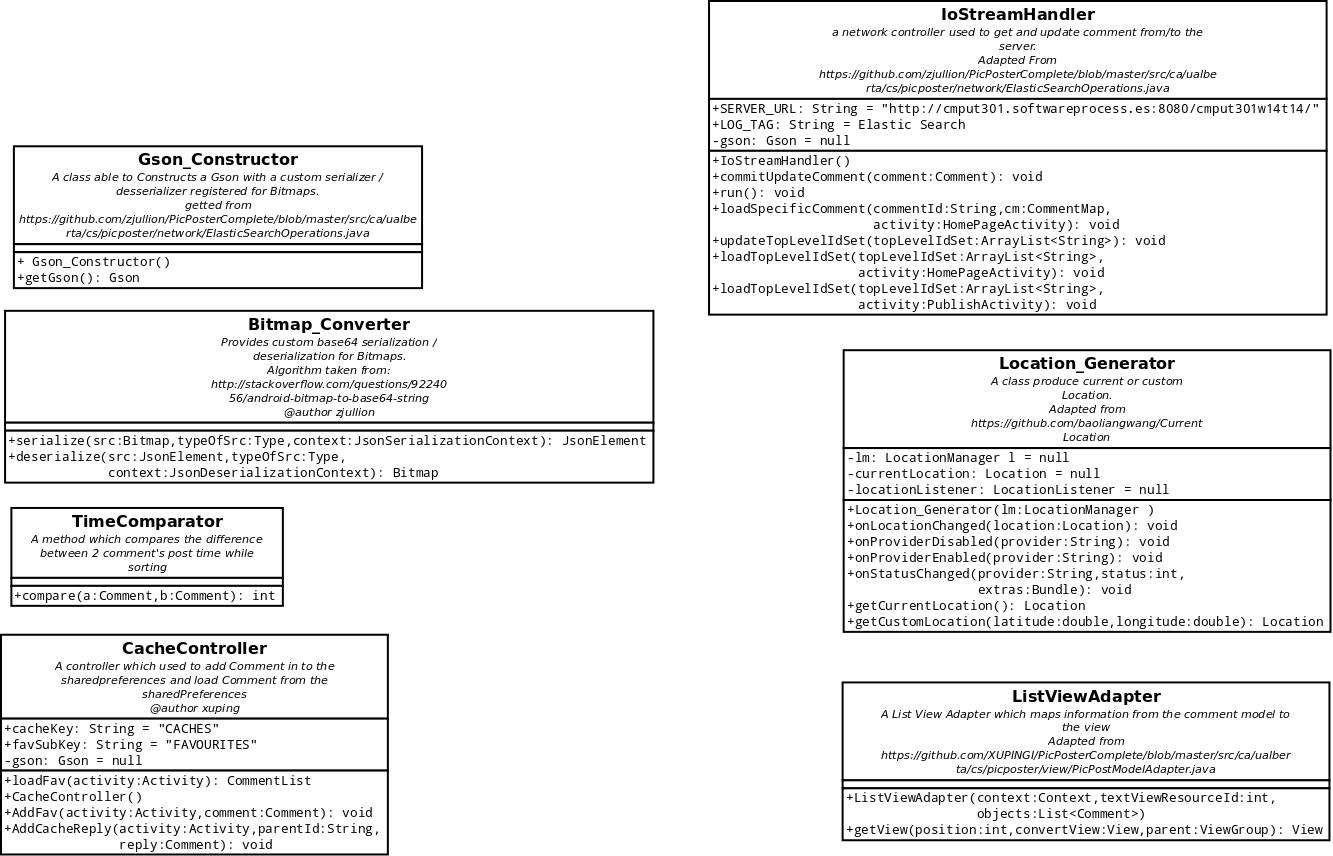 Gson_Constructor
A class able to Constructs a Gson with a custom serializer /
desserializer registered for Bitmaps.
getted from
https://github.com/zjullion/PicPosterComplete/blob/master/src/ca/ualbe
rta/cs/picposter/network/ElasticSearchOperations.java
+ Gson_Constructor()
+getGson(): Gson
Bitmap_Converter
Provides custom base64 serialization /
deserialization for Bitmaps.
Algorithm taken from:
http://stackoverflow.com/questions/92240
56/android-bitmap-to-base64-string
@author zjullion
+serialize(src:Bitmap,typeOfSrc:Type,context:JsonSerializationContext): JsonElement
+deserialize(src:JsonElement,typeOfSrc:Type,
context:JsonDeserializationContext): Bitmap
TimeComparator
A method which compares the difference
between 2 comment's post time while
sorting
+compare(a:Comment,b:Comment): int
CacheController
A controller which used to add Comment in to the
sharedpreferences and load Comment from the
sharedPreferences
@author xuping
+cacheKey: String = "CACHES"
+favSubKey: String = "FAVOURITES"
-gson: Gson = null
+loadFav(activity:Activity): CommentList
+CacheController()
+AddFav(activity:Activity,comment:Comment): void
+AddCacheReply(activity:Activity,parentId:String,
reply:Comment): void
IoStreamHandler
a network controller used to get and update comment from/to the
server.
Adapted From
https://github.com/zjullion/PicPosterComplete/blob/master/src/ca/ualbe
rta/cs/picposter/network/ElasticSearchOperations.java
+SERVER_URL: String = "http://cmput301.softwareprocess.es:8080/cmput301w14t14/"
+LOG_TAG: String = Elastic Search
-gson: Gson = null
+IoStreamHandler()
+commitUpdateComment(comment:Comment): void
+run(): void
+loadSpecificComment(commentId:String,cm:CommentMap,
activity:HomePageActivity): void
+updateTopLevelIdSet(topLevelIdSet:ArrayList<String>): void
+loadTopLevelIdSet(topLevelIdSet:ArrayList<String>,
activity:HomePageActivity): void
+loadTopLevelIdSet(topLevelIdSet:ArrayList<String>,
activity:PublishActivity): void
Location_Generator
A class produce current or custom
Location.
Adapted from
https://github.com/baoliangwang/Current
Location
-lm: LocationManager l = null
-currentLocation: Location = null
-locationListener: LocationListener = null
+Location_Generator(lm:LocationManager )
+onLocationChanged(location:Location): void
+onProviderDisabled(provider:String): void
+onProviderEnabled(provider:String): void
+onStatusChanged(provider:String,status:int,
extras:Bundle): void
+getCurrentLocation(): Location
+getCustomLocation(latitude:double,longitude:double): Location
ListViewAdapter
A List View Adapter which maps information from the comment model to
the view
Adapted from
https://github.com/XUPINGI/PicPosterComplete/blob/master/src/ca/ualber
ta/cs/picposter/view/PicPostModelAdapter.java
+ListViewAdapter(context:Context,textViewResourceId:int,
objects:List<Comment>)
+getView(position:int,convertView:View,parent:ViewGroup): View